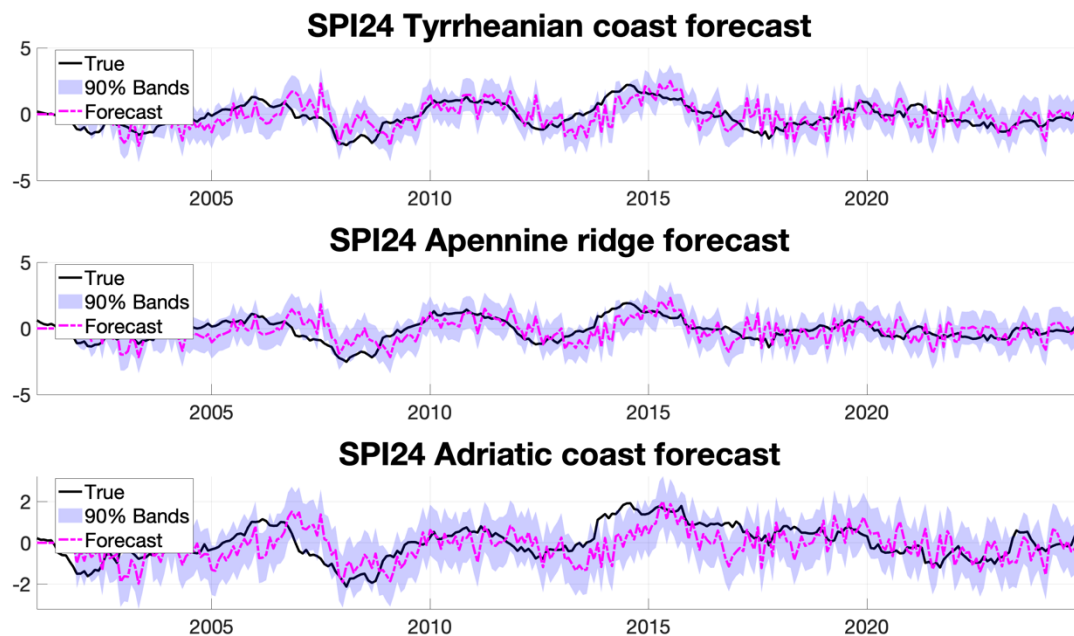 SPI24 Tyrrheanian coast forecast
5
True
90% Bands
0
Forecast
-5
2005 2010 2015 2020
SPI24 Apennine ridge forecast
5
True
90% Bands
0
Forecast
-5
2005 2010 2015 2020
SPI24 Adriatic coast forecast
True
2
90% Bands
0
Forecast
-2
2005 2010 2015 2020